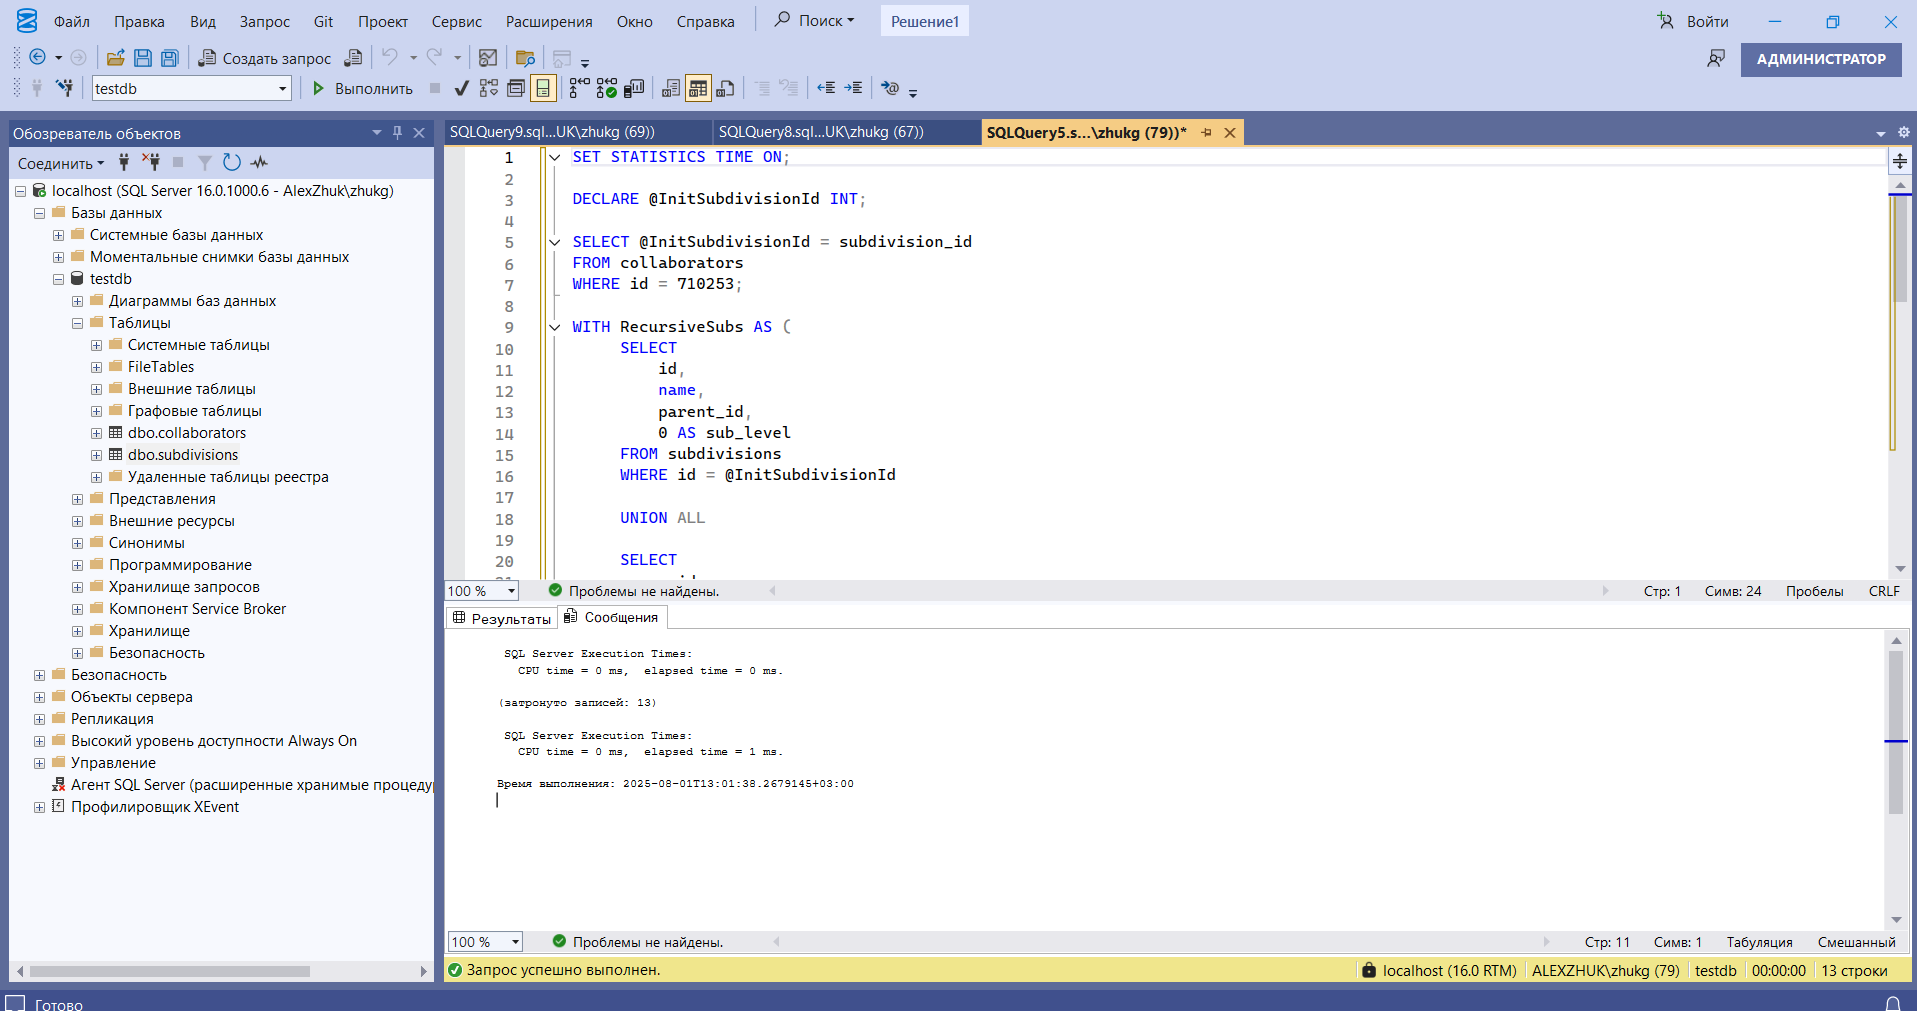 Файл Правка Вид Запрос Git Проект Сервис Расширения Окно Справка Поиск Решение1 Войти
Создать запрос АДМИНИСТРАТОР
testdb Выполнить
Обозреватель объектов
Соединить
localhost (SQL Server 16.0.1000.6 - AlexZhuk\zhukg)
Базы данных
Системные базы данных
Моментальные снимки базы данных
testdb
Диаграммы баз данных
Таблицы
Системные таблицы
FileTables
Внешние таблицы
Графовые таблицы
dbo.collaborators
dbo.subdivisions
Удаленные таблицы реестра
Представления
Внешние ресурсы
Синонимы
Программирование
Хранилище запросов
Компонент Service Broker
Хранилище
Безопасность
Безопасность
Объекты сервера
Репликация
Высокий уровень доступности Always On
Управление
Агент SQL Server (расширенные хранимые процеду
Профилировщик XEvent
SQLQuery9.sql...UK\zhukg (69)) SQLQuery8.sql...UK\zhukg (67)) SQLQuery5.s...\zhukg (79))*
1 SET STATISTICS TIME ON;
2
3 DECLARE @InitSubdivisionId INT;
4
5 SELECT @InitSubdivisionId = subdivision_id
6 FROM collaborators
7 WHERE id = 710253;
8
9 WITH RecursiveSubs AS (
10 SELECT
11 id,
12 name,
13 parent_id,
14 0 AS sub_level
15 FROM subdivisions
16 WHERE id = @InitSubdivisionId
17
18 UNION ALL
19
20 SELECT
100 % Проблемы не найдены. Стр: 1 Симв: 24 Пробелы CRLF
Результаты Сообщения
SQL Server Execution Times:
CPU time = 0 ms, elapsed time = 0 ms.
(затронуто записей: 13)
SQL Server Execution Times:
CPU time = 0 ms, elapsed time = 1 ms.
Время выполнения: 2025-08-01T13:01:38.2679145+03:00
100 % Проблемы не найдены. Стр: 11 Симв: 1 Табуляция Смешанный
Запрос успешно выполнен. localhost (16.0 RTM) ALEXZHUK\zhukg (79) testdb 00:00:00 13 строки
Готово